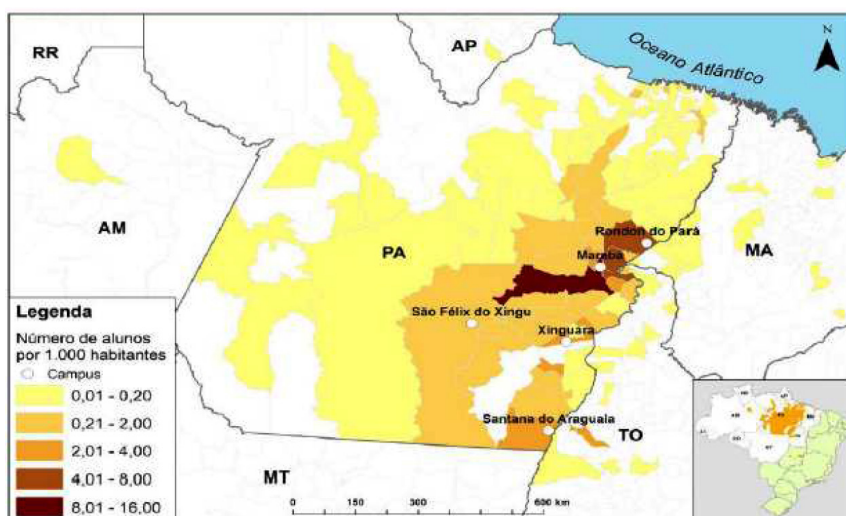 RR
AP
Oceano Atlântico
N
AM
PA
MA
Rondon do Pará
Marabá
São Félix do Xingu
Xinguara
Santana do Araguaia
TO
MT
Legenda
Número de alunos
por 1.000 habitantes
Campus
0,01 - 0,20
0,21 - 2,00
2,01 - 4,00
4,01 - 8,00
8,01 - 16,00
0 150 300 600 km